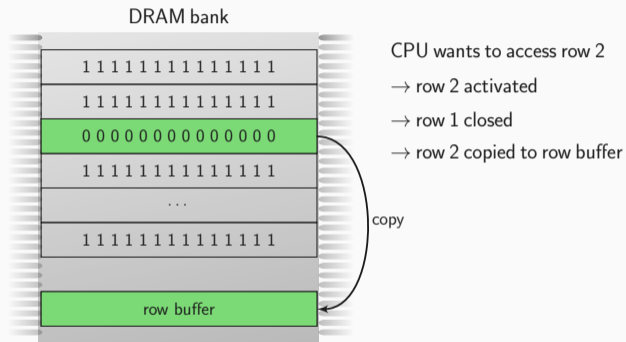 DRAM bank
1 1 1 1 1 1 1 1 1 1 1 1 1 1
1 1 1 1 1 1 1 1 1 1 1 1 1 1
0 0 0 0 0 0 0 0 0 0 0 0 0 0
1 1 1 1 1 1 1 1 1 1 1 1 1 1
...
1 1 1 1 1 1 1 1 1 1 1 1 1 1
row buffer
copy
CPU wants to access row 2
→ row 2 activated
→ row 1 closed
→ row 2 copied to row buffer